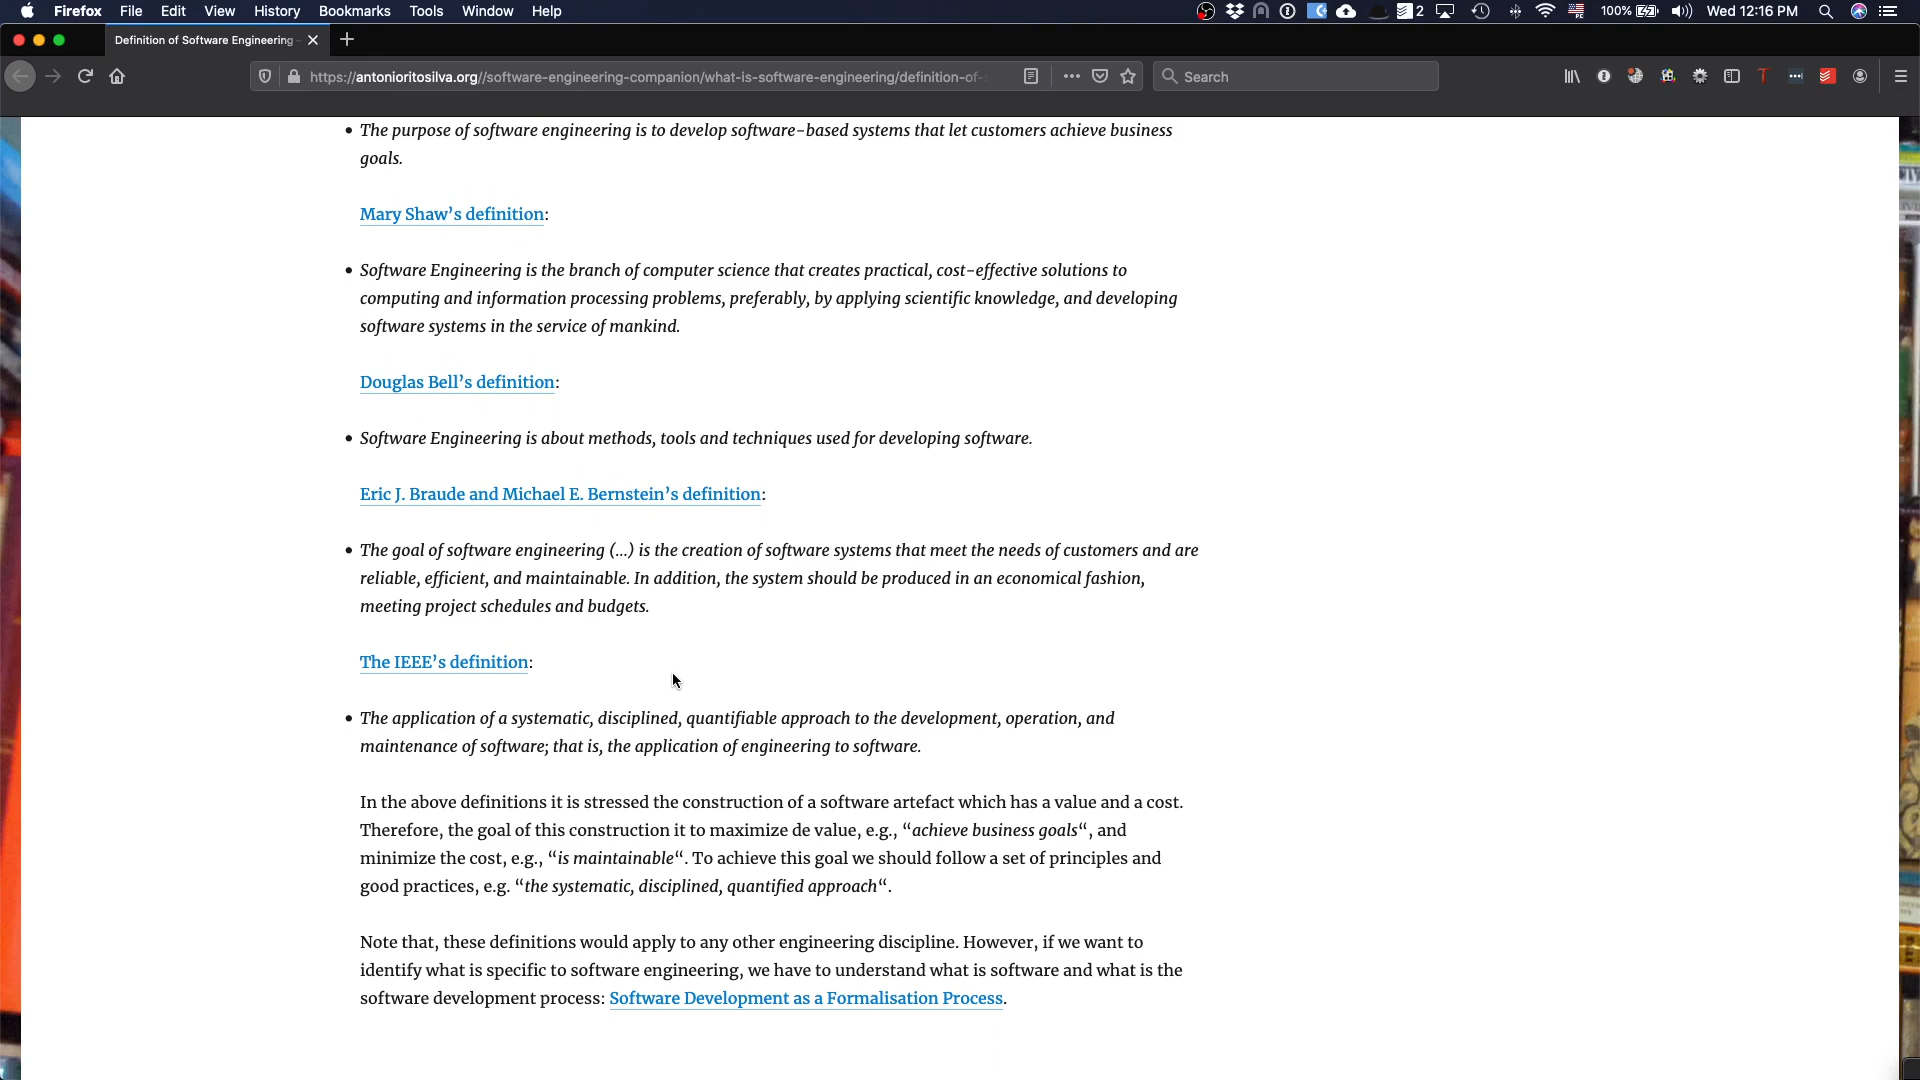 Firefox File Edit View History Bookmarks Tools Window Help 2 100% Wed 12:16 PM
Definition of Software Engineering
https://antonioritosilva.org//software-engineering-companion/what-is-software-engineering/definition-of- Search
• The purpose of software engineering is to develop software-based systems that let customers achieve business
goals.
Mary Shaw’s definition:
• Software Engineering is the branch of computer science that creates practical, cost-effective solutions to
computing and information processing problems, preferably, by applying scientific knowledge, and developing
software systems in the service of mankind.
Douglas Bell’s definition:
• Software Engineering is about methods, tools and techniques used for developing software.
Eric J. Braude and Michael E. Bernstein’s definition:
• The goal of software engineering (…) is the creation of software systems that meet the needs of customers and are
reliable, efficient, and maintainable. In addition, the system should be produced in an economical fashion,
meeting project schedules and budgets.
The IEEE’s definition:
• The application of a systematic, disciplined, quantifiable approach to the development, operation, and
maintenance of software; that is, the application of engineering to software.
In the above definitions it is stressed the construction of a software artefact which has a value and a cost.
Therefore, the goal of this construction it to maximize de value, e.g., “achieve business goals“, and
minimize the cost, e.g., “is maintainable“. To achieve this goal we should follow a set of principles and
good practices, e.g. “the systematic, disciplined, quantified approach“.
Note that, these definitions would apply to any other engineering discipline. However, if we want to
identify what is specific to software engineering, we have to understand what is software and what is the
software development process: Software Development as a Formalisation Process.